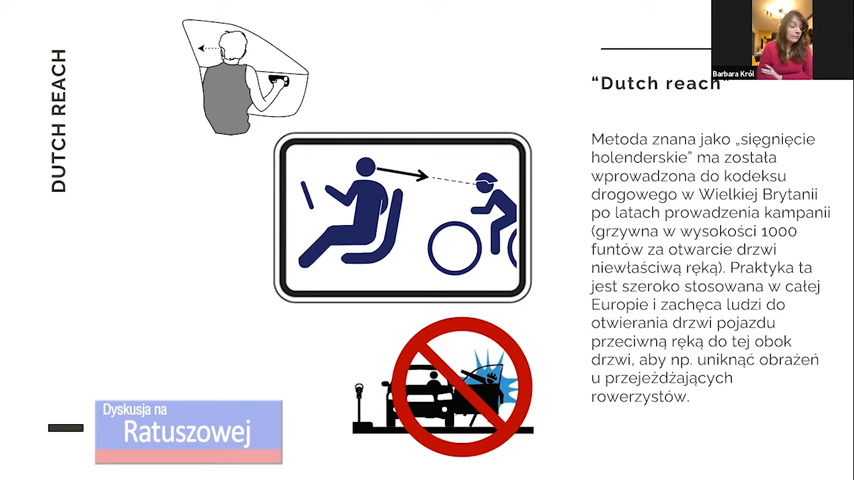 DUTCH REACH
Barbara Król
“Dutch reach”
Metoda znana jako „sięgnięcie
holenderskie” ma została
wprowadzona do kodeksu
drogowego w Wielkiej Brytanii
po latach prowadzenia kampanii
(grzywna w wysokości 1000
funtów za otwarcie drzwi
niewłaściwą ręką). Praktyka ta
jest szeroko stosowana w całej
Europie i zachęca ludzi do
otwierania drzwi pojazdu
przeciwną ręką do tej obok
drzwi, aby np. uniknąć obrażeń
u przejeżdżających
rowerzystów.
Dyskusja na
Ratuszowej